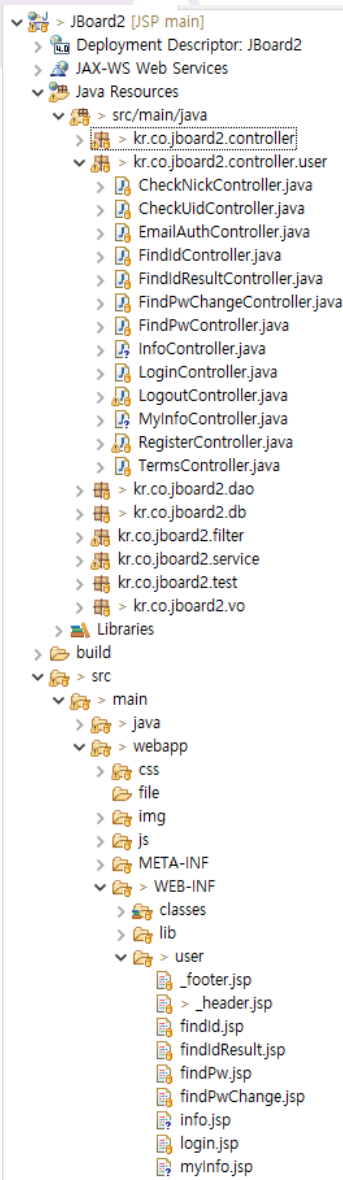 > JBoard2 [JSP main]
Deployment Descriptor: JBoard2
JAX-WS Web Services
Java Resources
> src/main/java
> kr.co.jboard2.controller
> kr.co.jboard2.controller.user
CheckNickController.java
CheckUidController.java
EmailAuthController.java
FindIdController.java
FindIdResultController.java
FindPwChangeController.java
FindPwController.java
InfoController.java
LoginController.java
LogoutController.java
MyInfoController.java
RegisterController.java
TermsController.java
> kr.co.jboard2.dao
> kr.co.jboard2.db
kr.co.jboard2.filter
kr.co.jboard2.service
kr.co.jboard2.test
> kr.co.jboard2.vo
Libraries
build
> src
> main
> java
> webapp
css
file
img
js
META-INF
> WEB-INF
classes
lib
> user
_footer.jsp
> _header.jsp
findId.jsp
findIdResult.jsp
findPw.jsp
findPwChange.jsp
info.jsp
login.jsp
myInfo.jsp